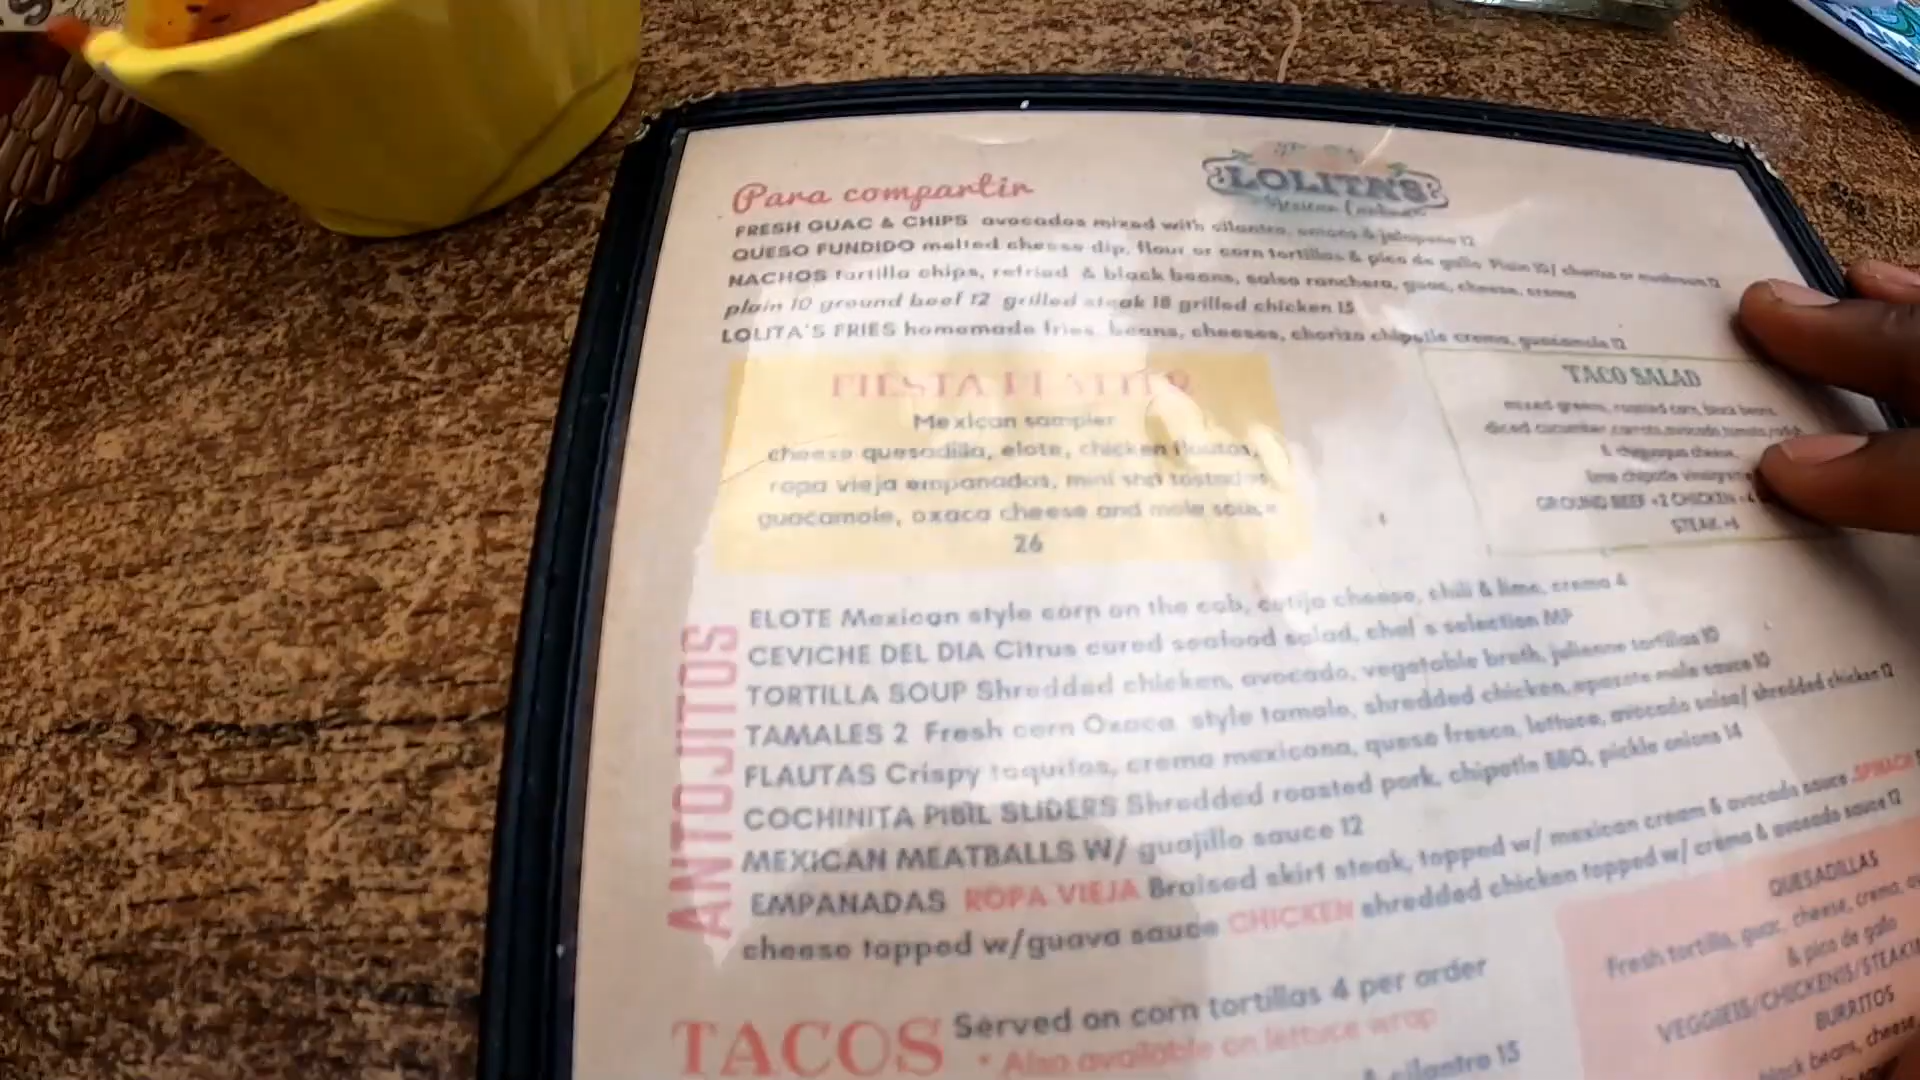 LOLITA'S
Para compartir
FRESH GUAC & CHIPS avocados mixed with cilantro, onions & jalapeno 12
QUESO FUNDIDO melted cheese dip, flour or corn tortillas & pico de gallo Plain 10/ chorizo or mushroom 12
NACHOS tortilla chips, refried & black beans, salsa ranchera, guac, cheese, crema
plain 10 ground beef 12 grilled steak 18 grilled chicken 15
LOLITA'S FRIES homemade fries, beans, cheeses, chorizo chipotle crema, guacamole 12
FIESTA PLATTER
Mexican sampler
cheese quesadilla, elote, chicken flautas,
ropa vieja empanadas, mini tostadas
guacamole, oxaca cheese and mole sauce
26
TACO SALAD
mixed greens, roasted corn, black beans,
diced cucumber, carrots, avocado, tomato,
& cheese,
lime chipotle
GROUND BEEF +2 CHICKEN +4
STEAK
ANTOJITOS
ELOTE Mexican style corn on the cob, cotija cheese, chili & lime, crema 4
CEVICHE DEL DIA Citrus cured seafood salad, chef s selection MP
TORTILLA SOUP Shredded chicken, avocado, vegetable broth, julienne tortillas 10
TAMALES 2 Fresh corn Oxaca style tamale, shredded chicken, mole sauce 10
FLAUTAS Crispy taquitos, crema mexicana, queso fresco, lettuce, avocado salsa/ shredded chicken 12
COCHINITA PIBIL SLIDERS Shredded roasted pork, chipotle BBQ, pickle onions 14
MEXICAN MEATBALLS W/ guajillo sauce 12
EMPANADAS ROPA VIEJA Braised skirt steak, topped w/ mexican cream & avocado sauce SPINACH
cheese topped w/guava sauce CHICKEN shredded chicken topped w/ crema & avocado sauce 12
TACOS Served on corn tortillas 4 per order
• Also available on lettuce wrap
& cilantro 15
QUESADILLAS
Fresh tortilla, guac, cheese, crema,
& pico de gallo
BURRITOS
black beans, cheese